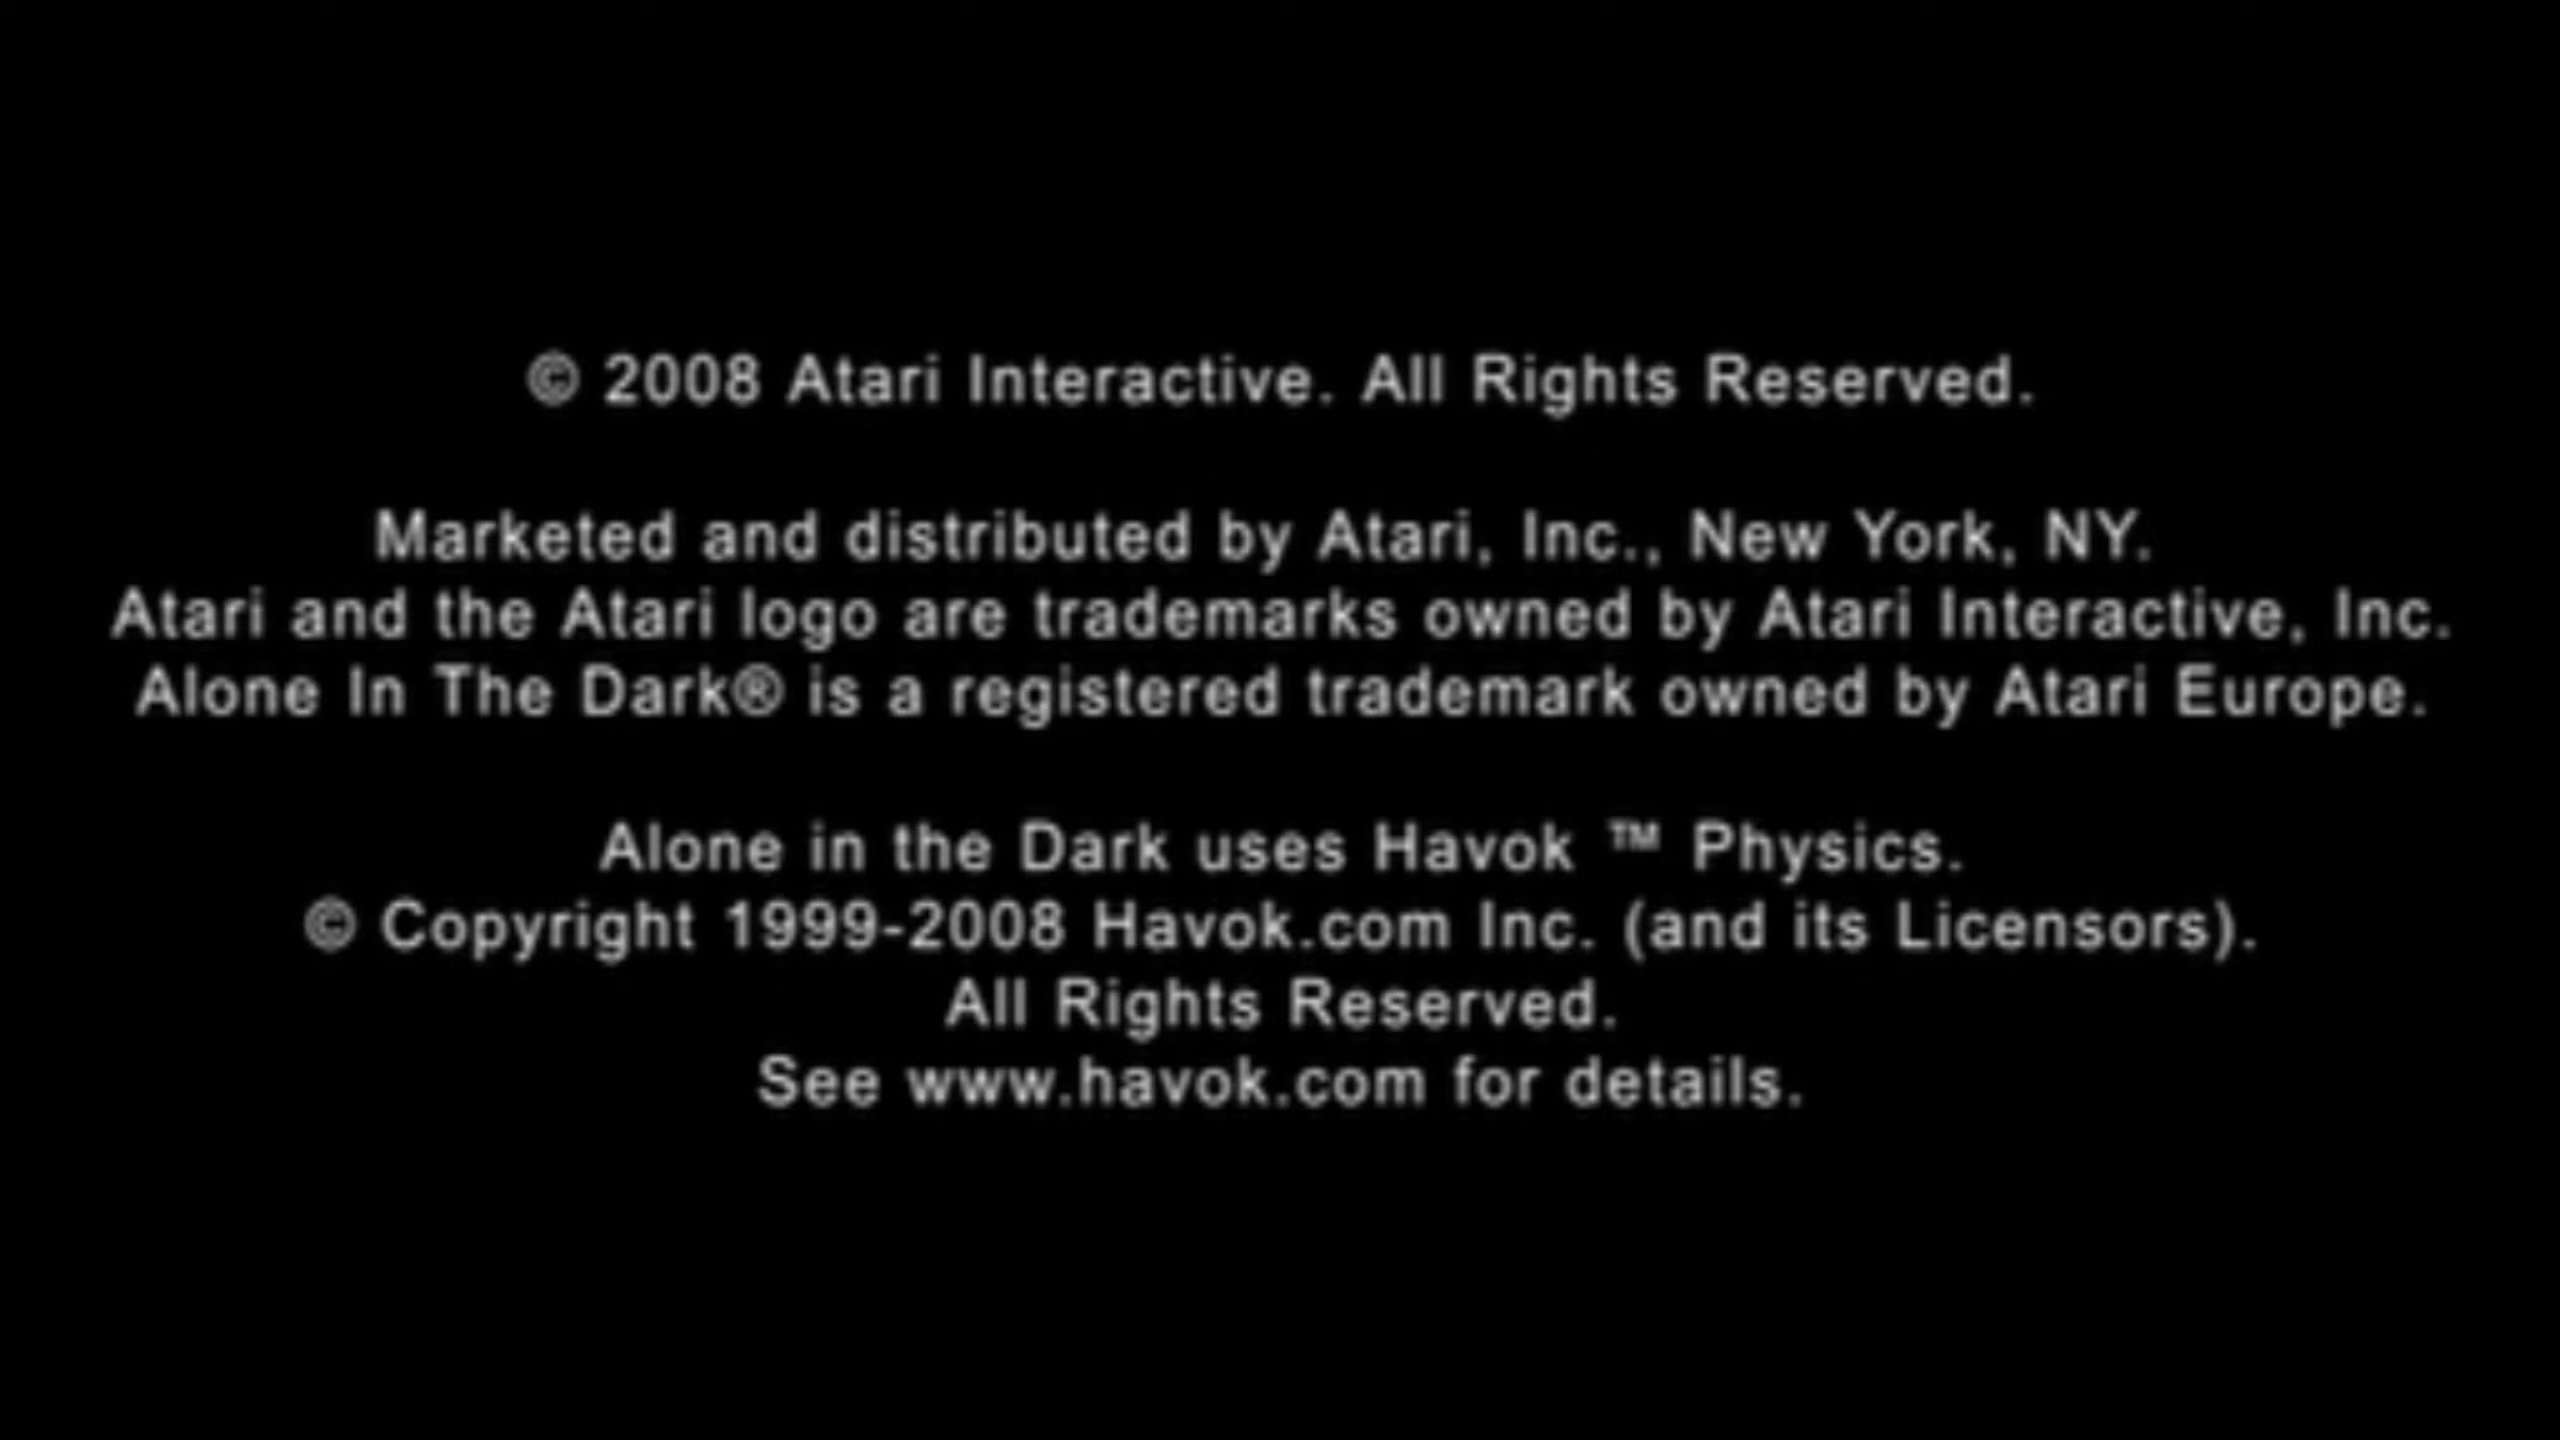 © 2008 Atari Interactive. All Rights Reserved.
Marketed and distributed by Atari, Inc., New York, NY.
Atari and the Atari logo are trademarks owned by Atari Interactive, Inc.
Alone In The Dark® is a registered trademark owned by Atari Europe.
Alone in the Dark uses Havok ™ Physics.
© Copyright 1999-2008 Havok.com Inc. (and its Licensors).
All Rights Reserved.
See www.havok.com for details.